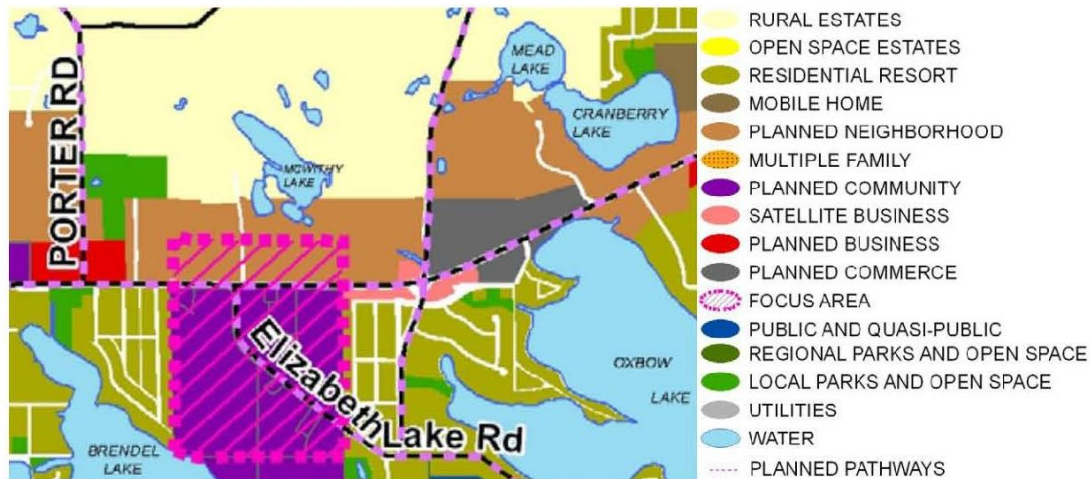 PORTER RD
MEAD
LAKE
CRANBERRY
LAKE
MCWITHY
LAKE
Elizabeth Lake Rd
OXBOW
LAKE
BRENDEL
LAKE
RURAL ESTATES
OPEN SPACE ESTATES
RESIDENTIAL RESORT
MOBILE HOME
PLANNED NEIGHBORHOOD
MULTIPLE FAMILY
PLANNED COMMUNITY
SATELLITE BUSINESS
PLANNED BUSINESS
PLANNED COMMERCE
FOCUS AREA
PUBLIC AND QUASI-PUBLIC
REGIONAL PARKS AND OPEN SPACE
LOCAL PARKS AND OPEN SPACE
UTILITIES
WATER
PLANNED PATHWAYS